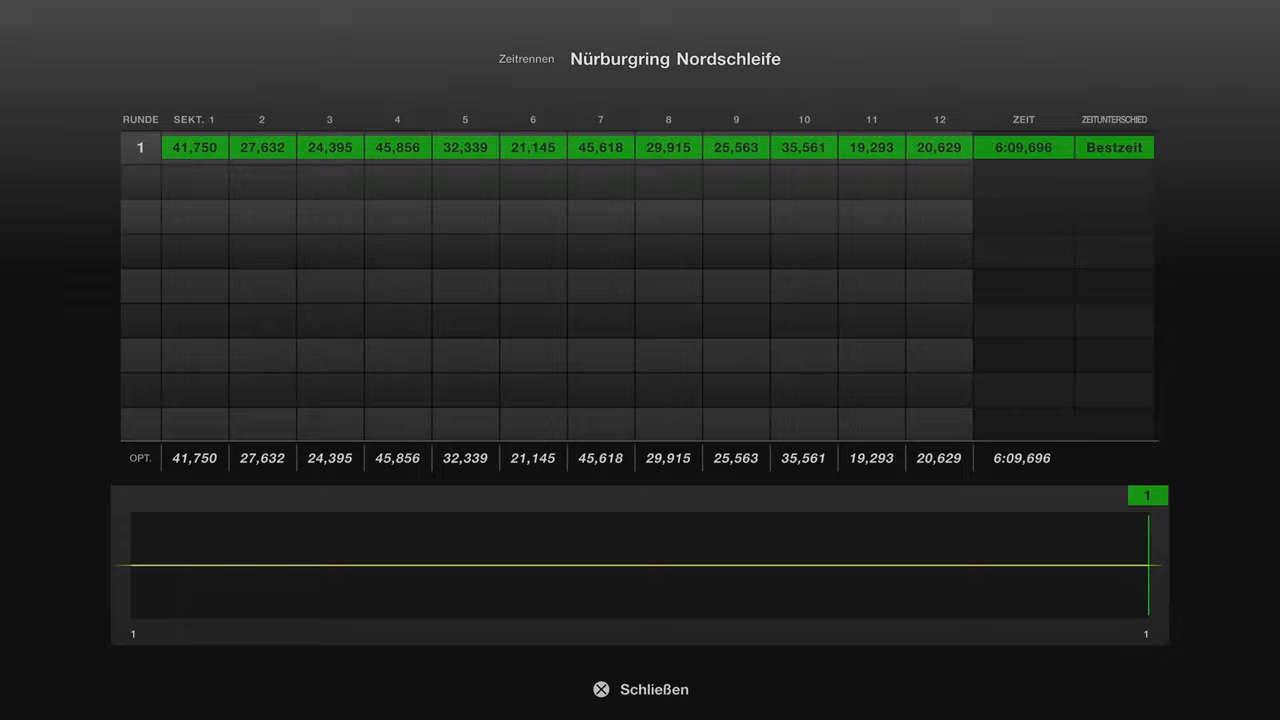 Zeitrennen Nürburgring Nordschleife
RUNDE SEKT. 1 2 3 4 5 6 7 8 9 10 11 12 ZEIT ZEITUNTERSCHIED
1 41,750 27,632 24,395 45,856 32,339 21,145 45,618 29,915 25,563 35,561 19,293 20,629 6:09,696 Bestzeit
OPT. 41,750 27,632 24,395 45,856 32,339 21,145 45,618 29,915 25,563 35,561 19,293 20,629 6:09,696
1
1 1
Schließen